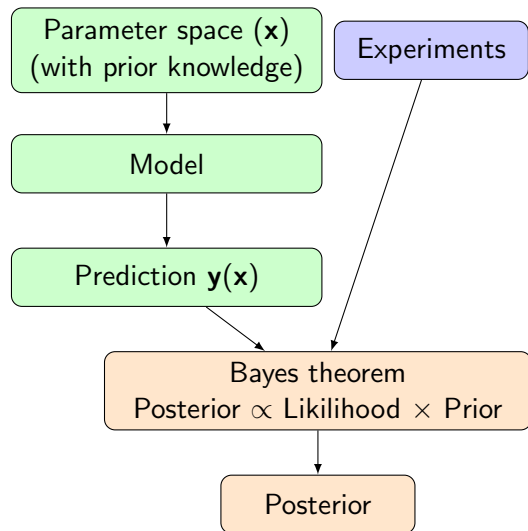 Parameter space (x)
(with prior knowledge)
Experiments
Model
Prediction y(x)
Bayes theorem
Posterior ∝ Likilihood × Prior
Posterior